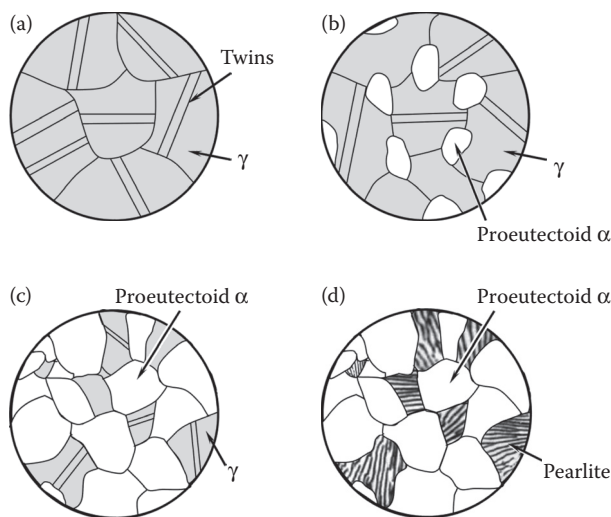 (a)
Twins
γ
(b)
γ
Proeutectoid α
(c)
Proeutectoid α
γ
(d)
Proeutectoid α
Pearlite